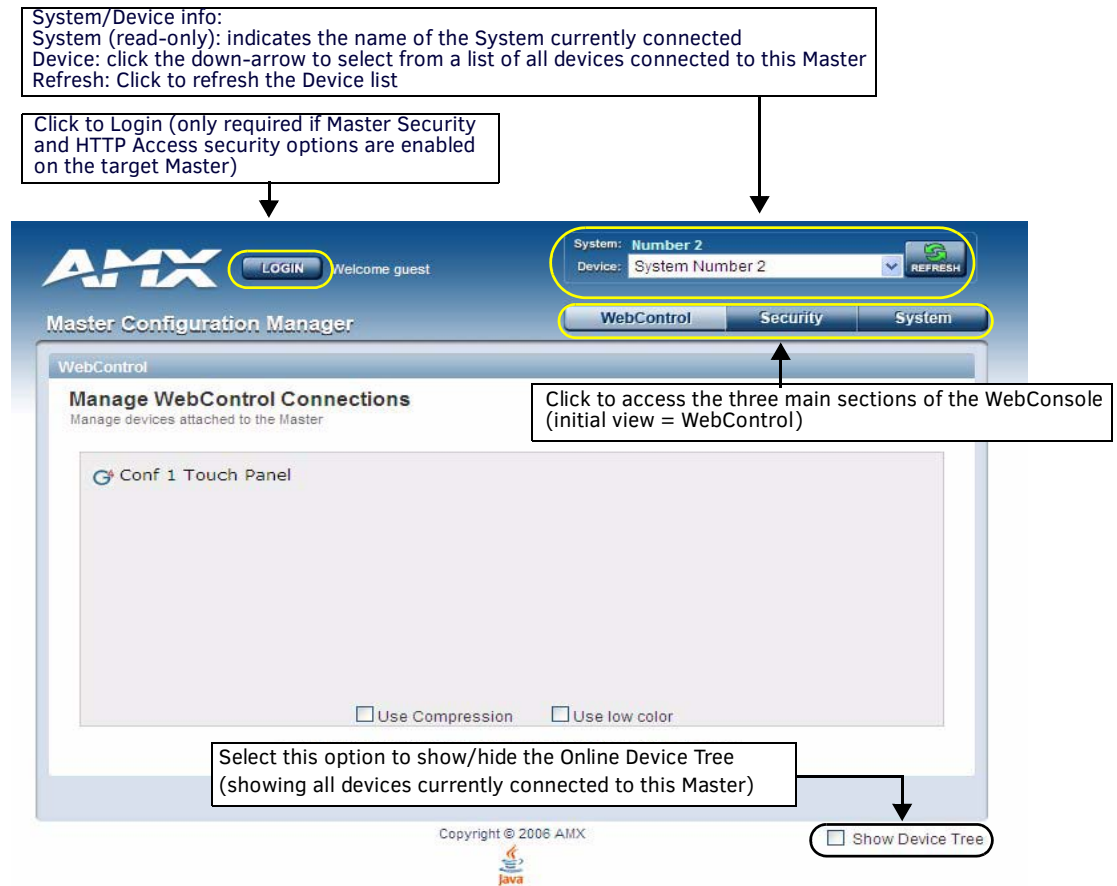 System/Device info:
System (read-only): indicates the name of the System currently connected
Device: click the down-arrow to select from a list of all devices connected to this Master
Refresh: Click to refresh the Device list
Click to Login (only required if Master Security
and HTTP Access security options are enabled
on the target Master)
AMX
LOGIN
Welcome guest
System: Number 2
Device: System Number 2
REFRESH
Master Configuration Manager
WebControl
Security
System
WebControl
Manage WebControl Connections
Manage devices attached to the Master
Click to access the three main sections of the WebConsole
(initial view = WebControl)
Conf 1 Touch Panel
Use Compression
Use low color
Select this option to show/hide the Online Device Tree
(showing all devices currently connected to this Master)
Copyright © 2006 AMX
Show Device Tree
Java